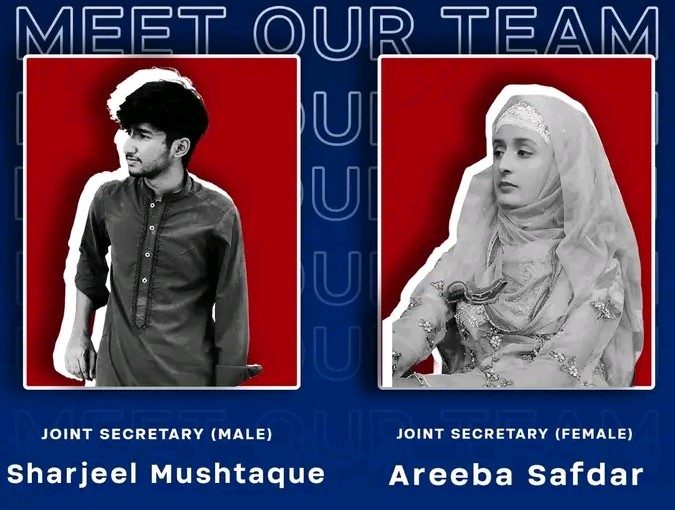 MEET OUR TEAM
JOINT SECRETARY (MALE)
Sharjeel Mushtaque
JOINT SECRETARY (FEMALE)
Areeba Safdar